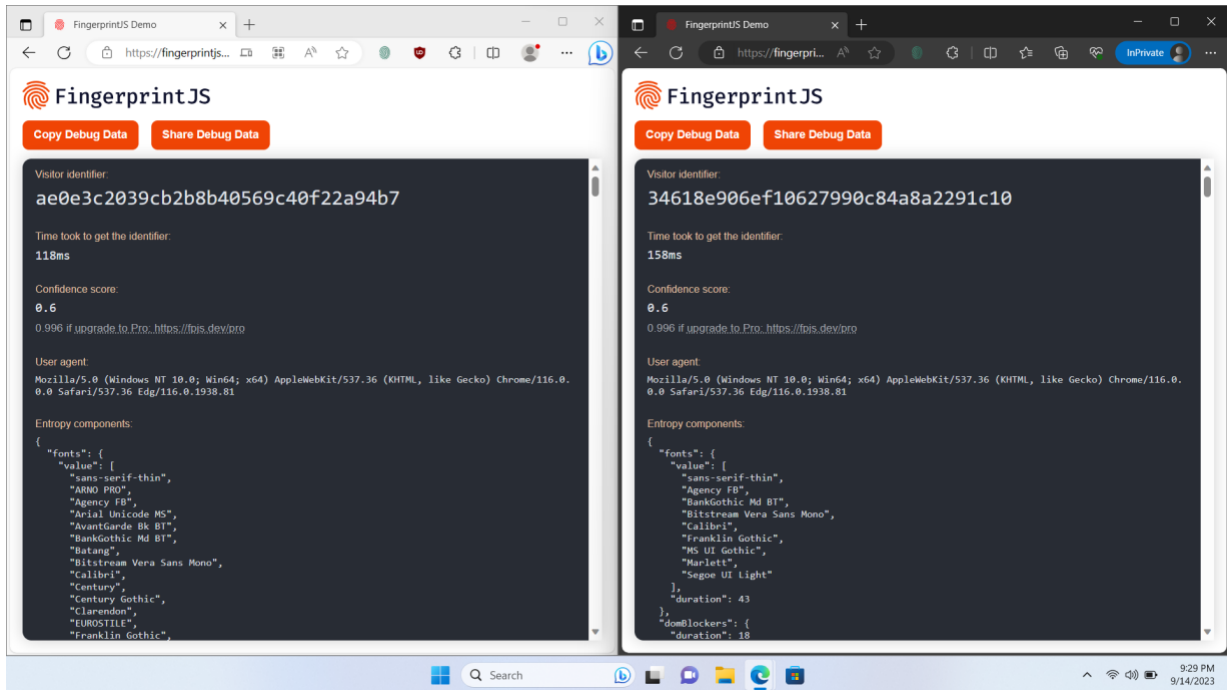 FingerprintJS Demo
https://fingerprintjs...
FingerprintJS
Copy Debug Data
Share Debug Data
Visitor identifier:
ae0e3c2039cb2b8b40569c40f22a94b7
Time took to get the identifier:
118ms
Confidence score:
0.6
0.996 if upgrade to Pro: https://fpjs.dev/pro
User agent:
Mozilla/5.0 (Windows NT 10.0; Win64; x64) AppleWebKit/537.36 (KHTML, like Gecko) Chrome/116.0.
0.0 Safari/537.36 Edg/116.0.1938.81
Entropy components:
{
"fonts": {
"value": [
"sans-serif-thin",
"ARNO PRO",
"Agency FB",
"Arial Unicode MS",
"AvantGarde Bk BT",
"BankGothic Md BT",
"Batang",
"Bitstream Vera Sans Mono",
"Calibri",
"Century",
"Century Gothic",
"Clarendon",
"EUROSTILE",
"Franklin Gothic",
FingerprintJS Demo
https://fingerpri...
InPrivate
FingerprintJS
Copy Debug Data
Share Debug Data
Visitor identifier:
34618e906ef10627990c84a8a2291c10
Time took to get the identifier:
158ms
Confidence score:
0.6
0.996 if upgrade to Pro: https://fpjs.dev/pro
User agent:
Mozilla/5.0 (Windows NT 10.0; Win64; x64) AppleWebKit/537.36 (KHTML, like Gecko) Chrome/116.0.
0.0 Safari/537.36 Edg/116.0.1938.81
Entropy components:
{
"fonts": {
"value": [
"sans-serif-thin",
"Agency FB",
"BankGothic Md BT",
"Bitstream Vera Sans Mono",
"Calibri",
"Franklin Gothic",
"MS UI Gothic",
"Marlett",
"Segoe UI Light"
],
"duration": 43
},
"domBlockers": {
"duration": 18
Search
9:29 PM
9/14/2023